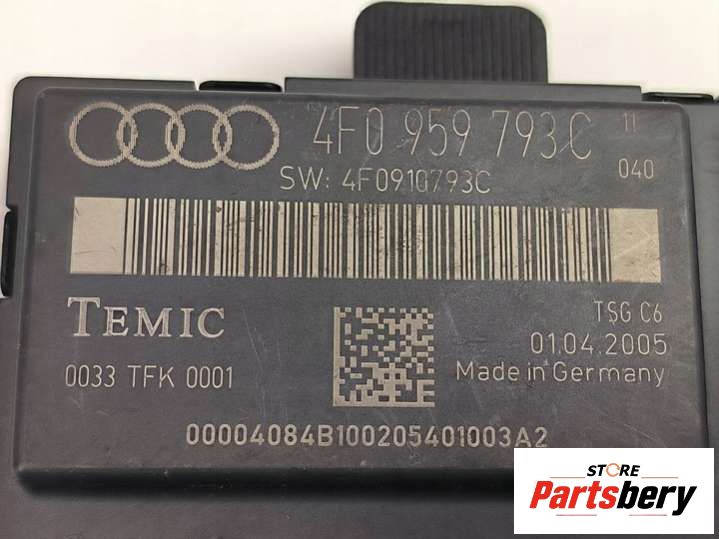 4F0 959 793C 11
SW: 4F0910793C 040
TEMIC
TSG C6
01.04.2005
0033 TFK 0001
Made in Germany
00004084B100205401003A2
STORE
Partsbery